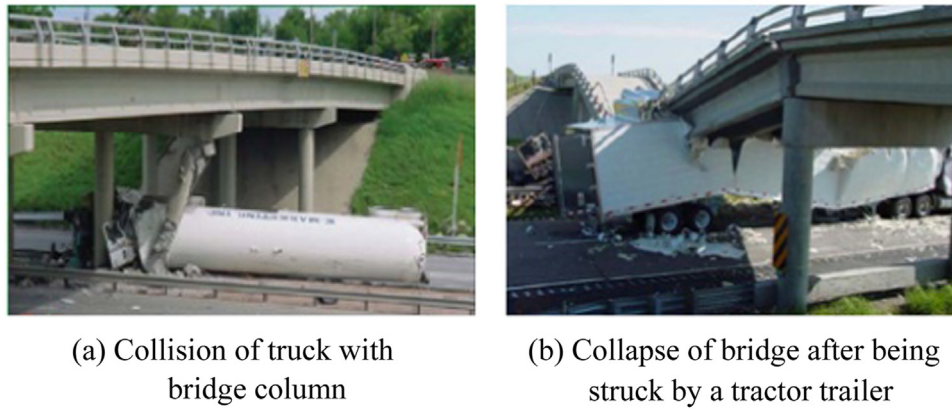 (a) Collision of truck with
bridge column
(b) Collapse of bridge after being
struck by a tractor trailer